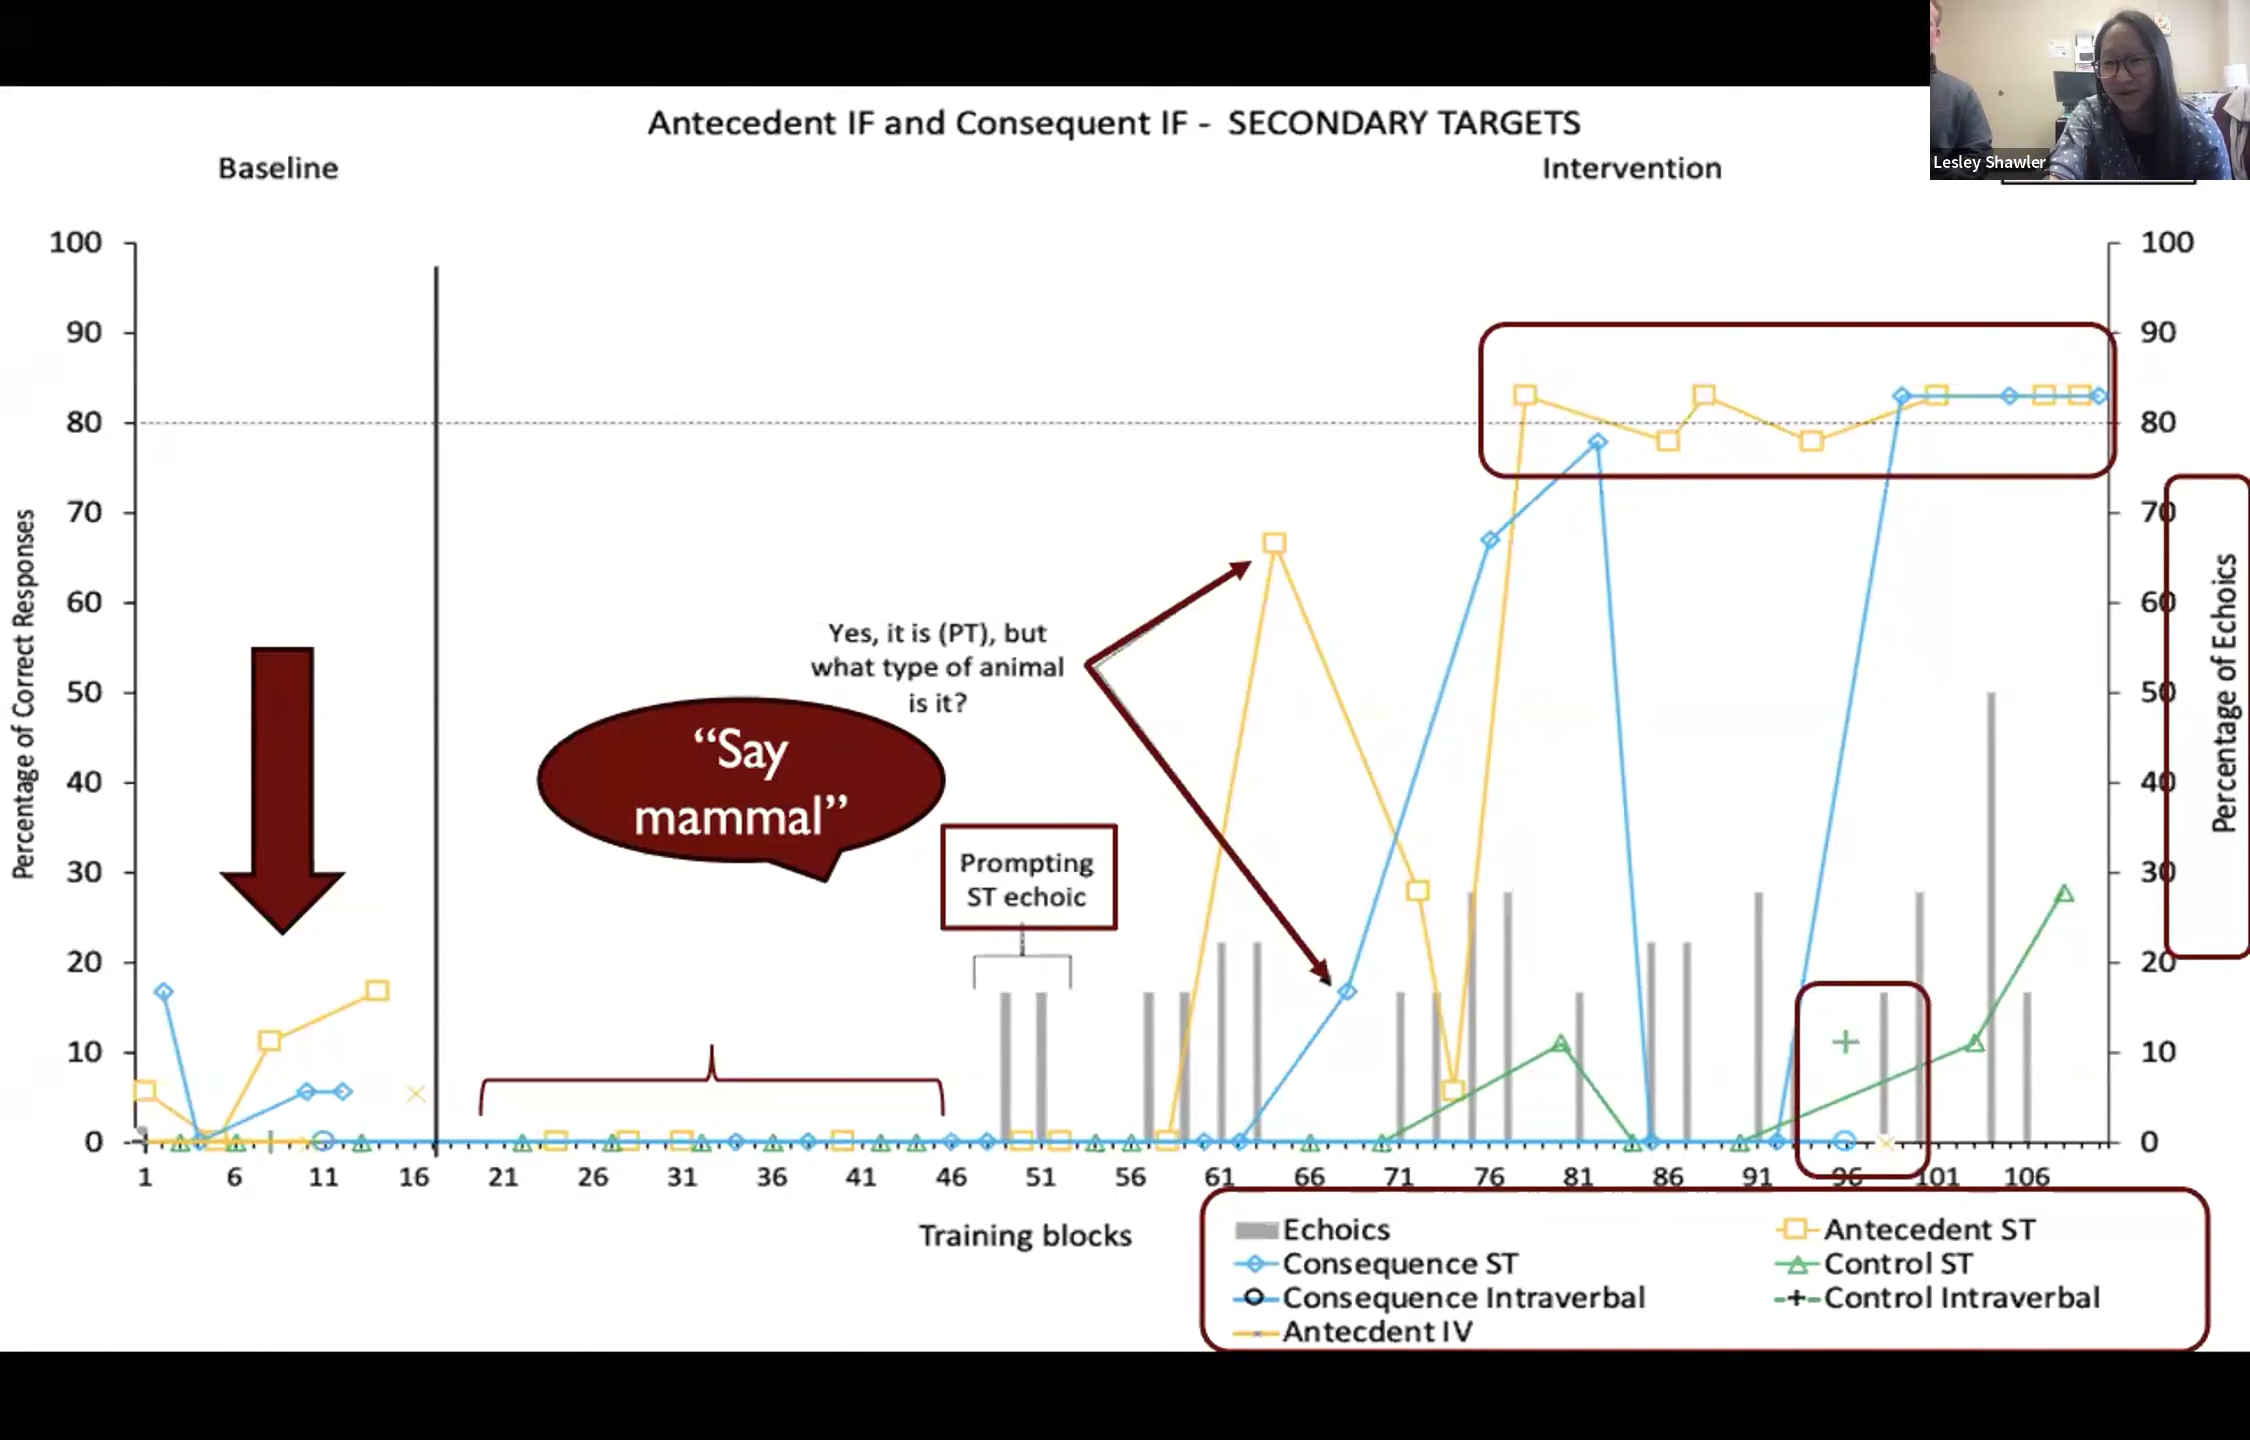 Lesley Shawler
Antecedent IF and Consequent IF - SECONDARY TARGETS
Baseline
Intervention
100
90
80
70
60
50
40
30
20
10
0
Percentage of Correct Responses
100
90
80
70
60
50
40
30
20
10
0
Percentage of Echoics
Yes, it is (PT), but
what type of animal
is it?
“Say
mammal”
Prompting
ST echoic
1 6 11 16 21 26 31 36 41 46 51 56 61 66 71 76 81 86 91 96 101 106
Training blocks
Echoics
Antecedent ST
Consequence ST
Control ST
Consequence Intraverbal
Control Intraverbal
Antecdent IV